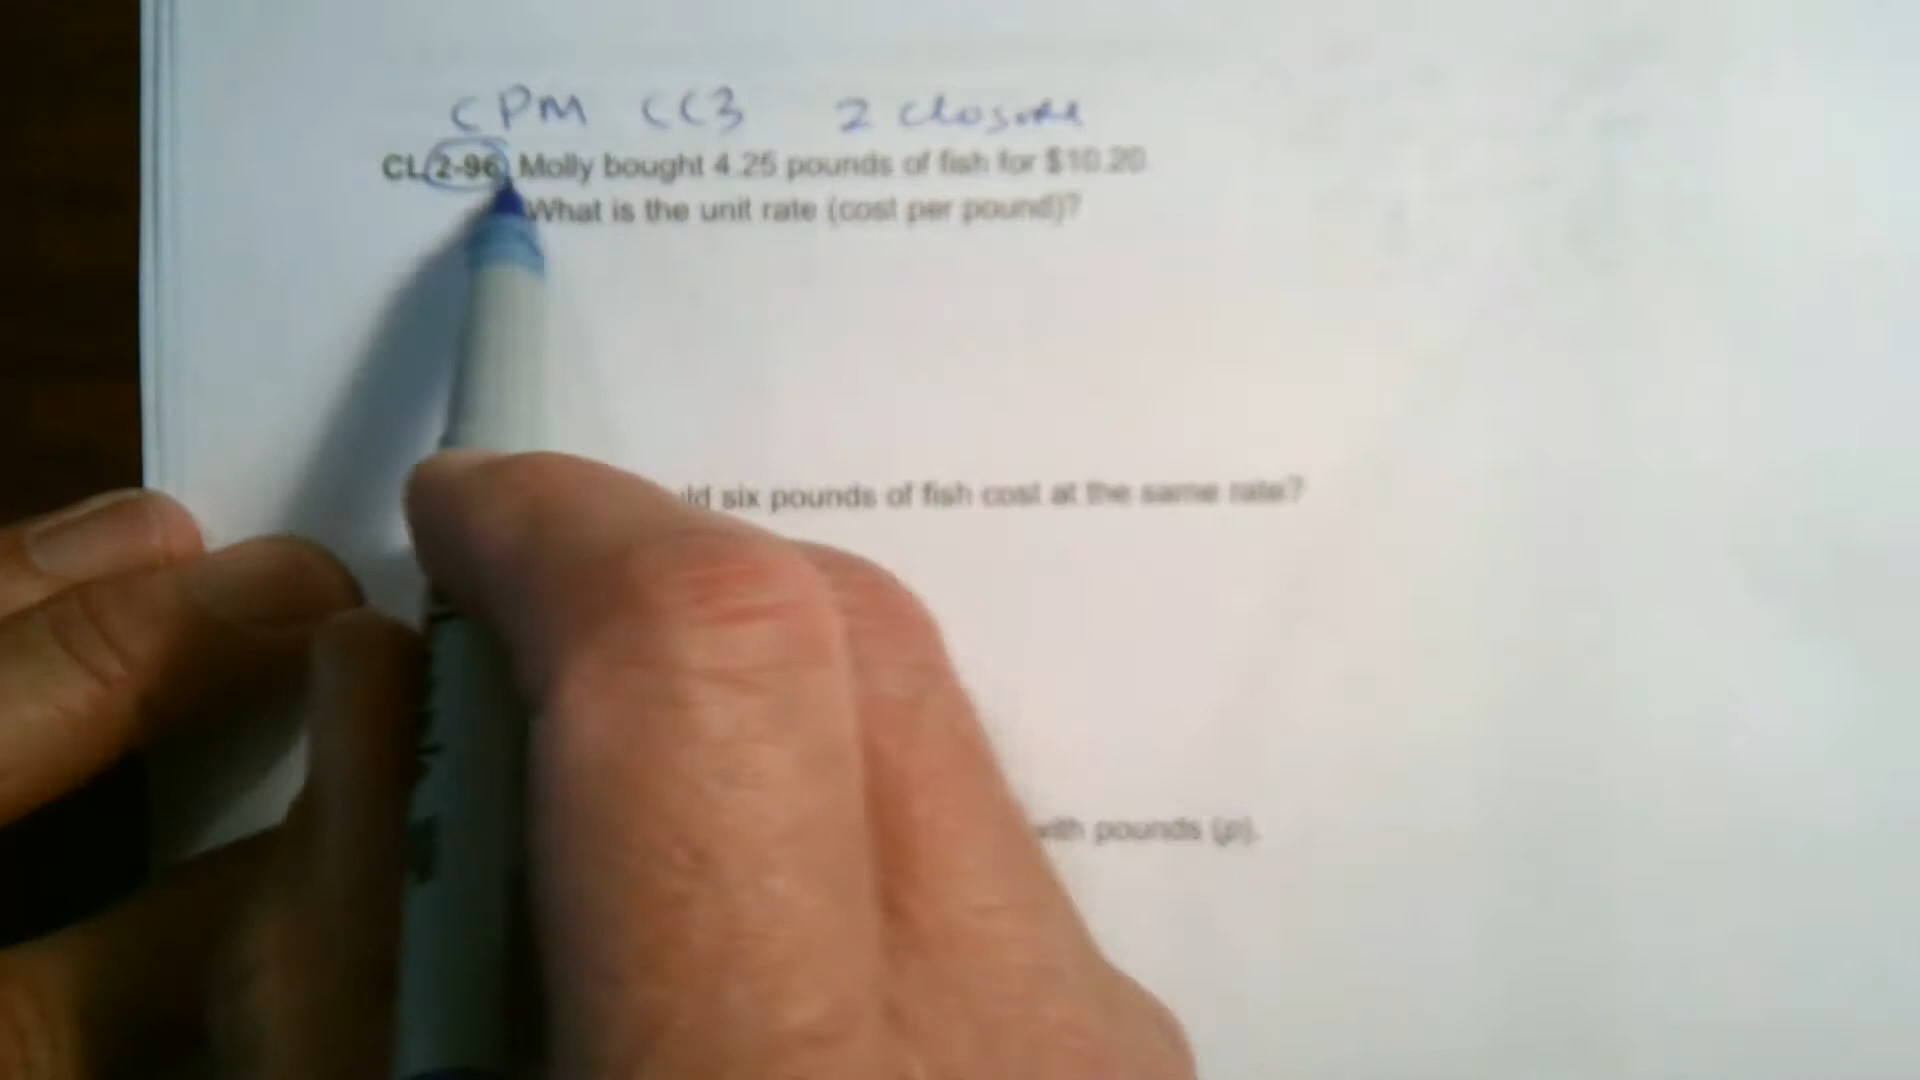 CPM CC3 2 closure
CL 2-96 Molly bought 4.25 pounds of fish for $10.20
What is the unit rate (cost per pound)?
six pounds of fish cost at the same rate?
pounds (p).